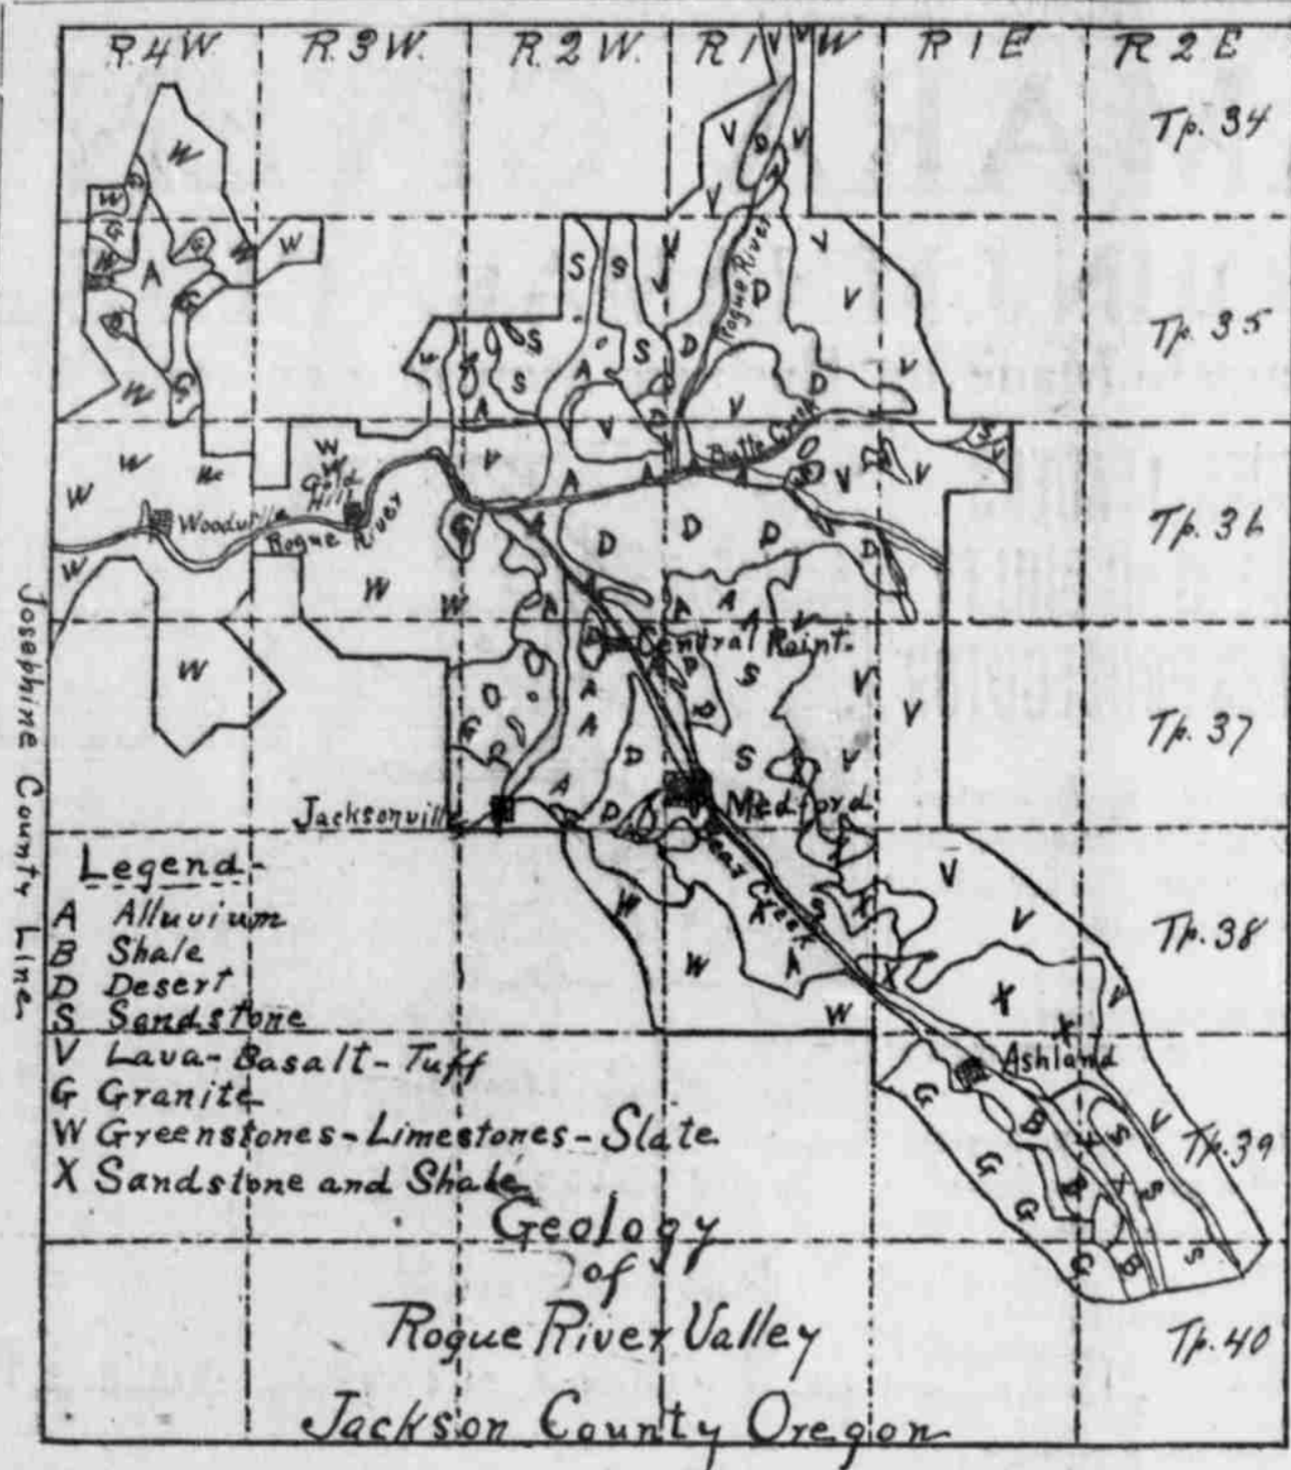 R.4W. R.3W. R.2W. R1W R1E R2E
Tp. 34
Tp. 35
Tp. 36
Tp. 37
Tp. 38
Tp. 39
Tp. 40
Rogue River
Butte Creek
Gold
Hill
Woodville
Rogue River
Central Point.
Medford
Jacksonville
Bear Creek
Ashland
Josephine County Line
Legend-
A Alluvium
B Shale
D Desert
S Sandstone
V Lava-Basalt-Tuff
G Granite
W Greenstones-Limestones-Slate
X Sandstone and Shale
Geology
of
Rogue River Valley
Jackson County Oregon